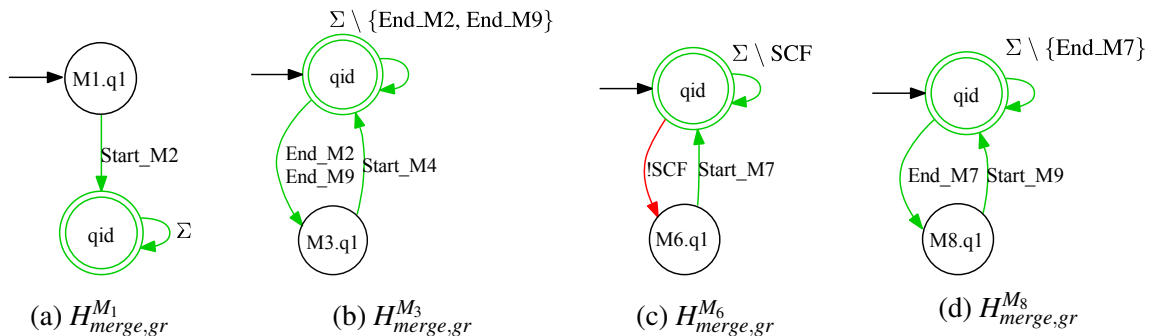 M1.q1
Start_M2
qid
Σ
(a) H^{M_1}_{merge,gr}
Σ \ {End_M2, End_M9}
qid
End_M2
End_M9
Start_M4
M3.q1
(b) H^{M_3}_{merge,gr}
Σ \ SCF
qid
!SCF
Start_M7
M6.q1
(c) H^{M_6}_{merge,gr}
Σ \ {End_M7}
qid
End_M7
Start_M9
M8.q1
(d) H^{M_8}_{merge,gr}